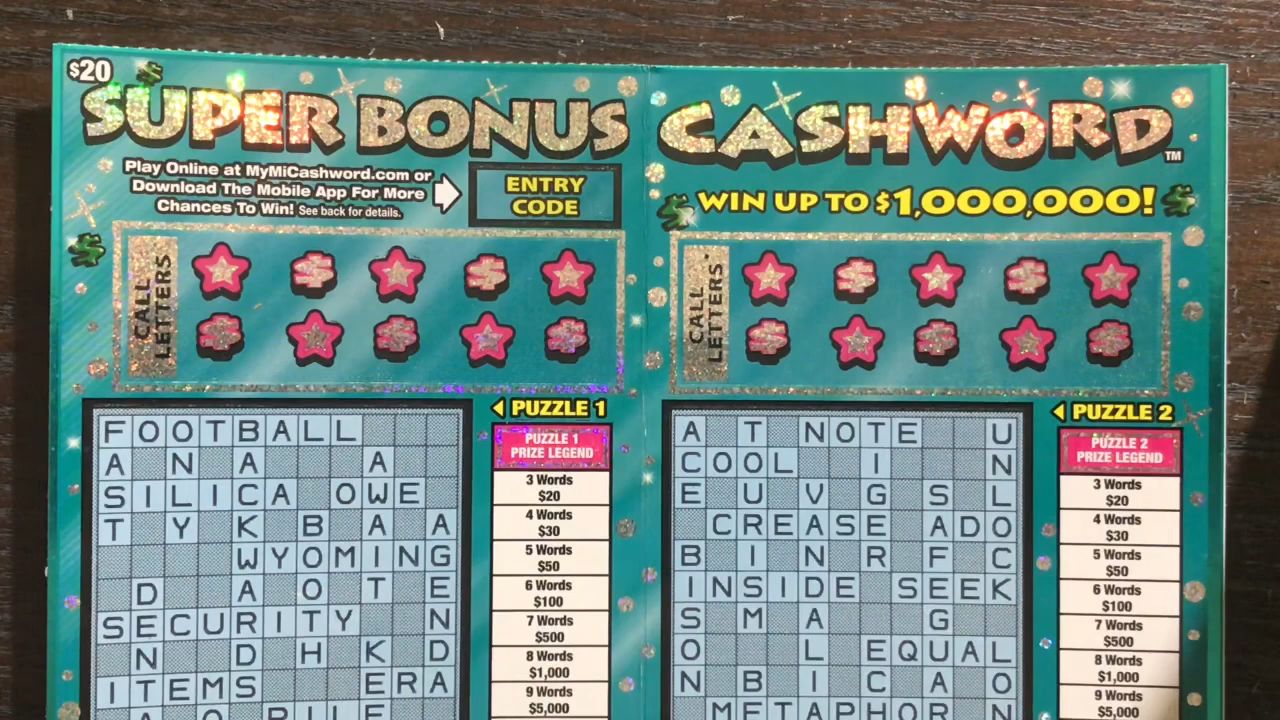 $20
SUPER BONUS CASHWORD™
Play Online at MyMiCashword.com or
Download The Mobile App For More
Chances To Win! See back for details.
ENTRY
CODE
WIN UP TO $1,000,000!
CALL
LETTERS
CALL
LETTERS
PUZZLE 1
FOOTBALL
A N A A
SILICA OWE
T Y K B A A
WYOMING
D A O T E
SECURITY N
N D H K D
ITEMS ERA
A O RILE
PUZZLE 1
PRIZE LEGEND
3 Words
$20
4 Words
$30
5 Words
$50
6 Words
$100
7 Words
$500
8 Words
$1,000
9 Words
$5,000
PUZZLE 2
A T NOTE U
COOL I N
E U V G S L
CREASE ADO
B I N R F C
INSIDE SEEK
S M A G
O L EQUAL
N B I C A O
METAPHOR N
PUZZLE 2
PRIZE LEGEND
3 Words
$20
4 Words
$30
5 Words
$50
6 Words
$100
7 Words
$500
8 Words
$1,000
9 Words
$5,000